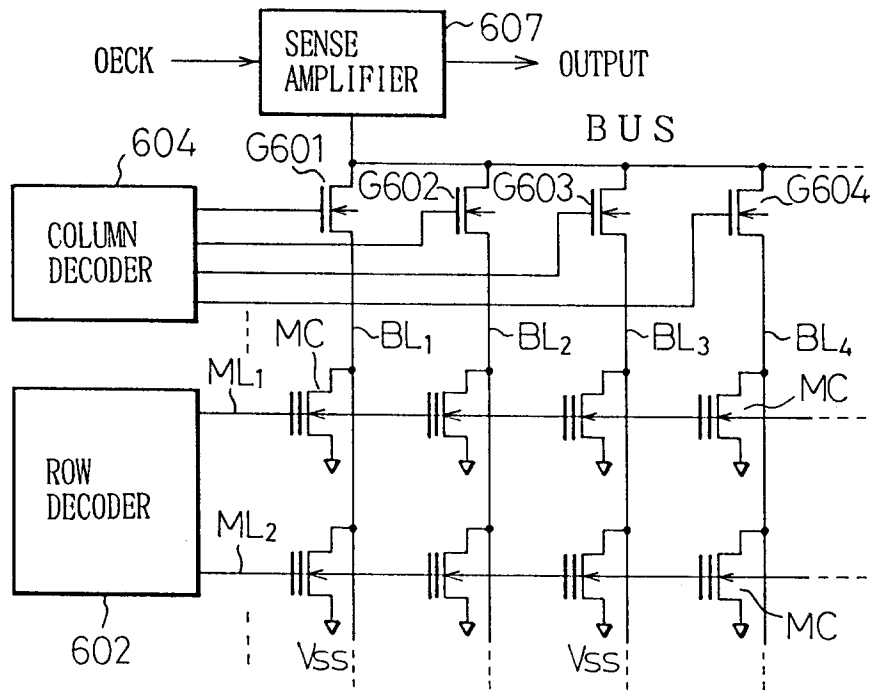 607
SENSE
AMPLIFIER
OECK
OUTPUT
BUS
604
G601
G602
G603
G604
COLUMN
DECODER
MC
BL1
BL2
BL3
BL4
ML1
MC
ROW
DECODER
ML2
MC
602
VSS
VSS